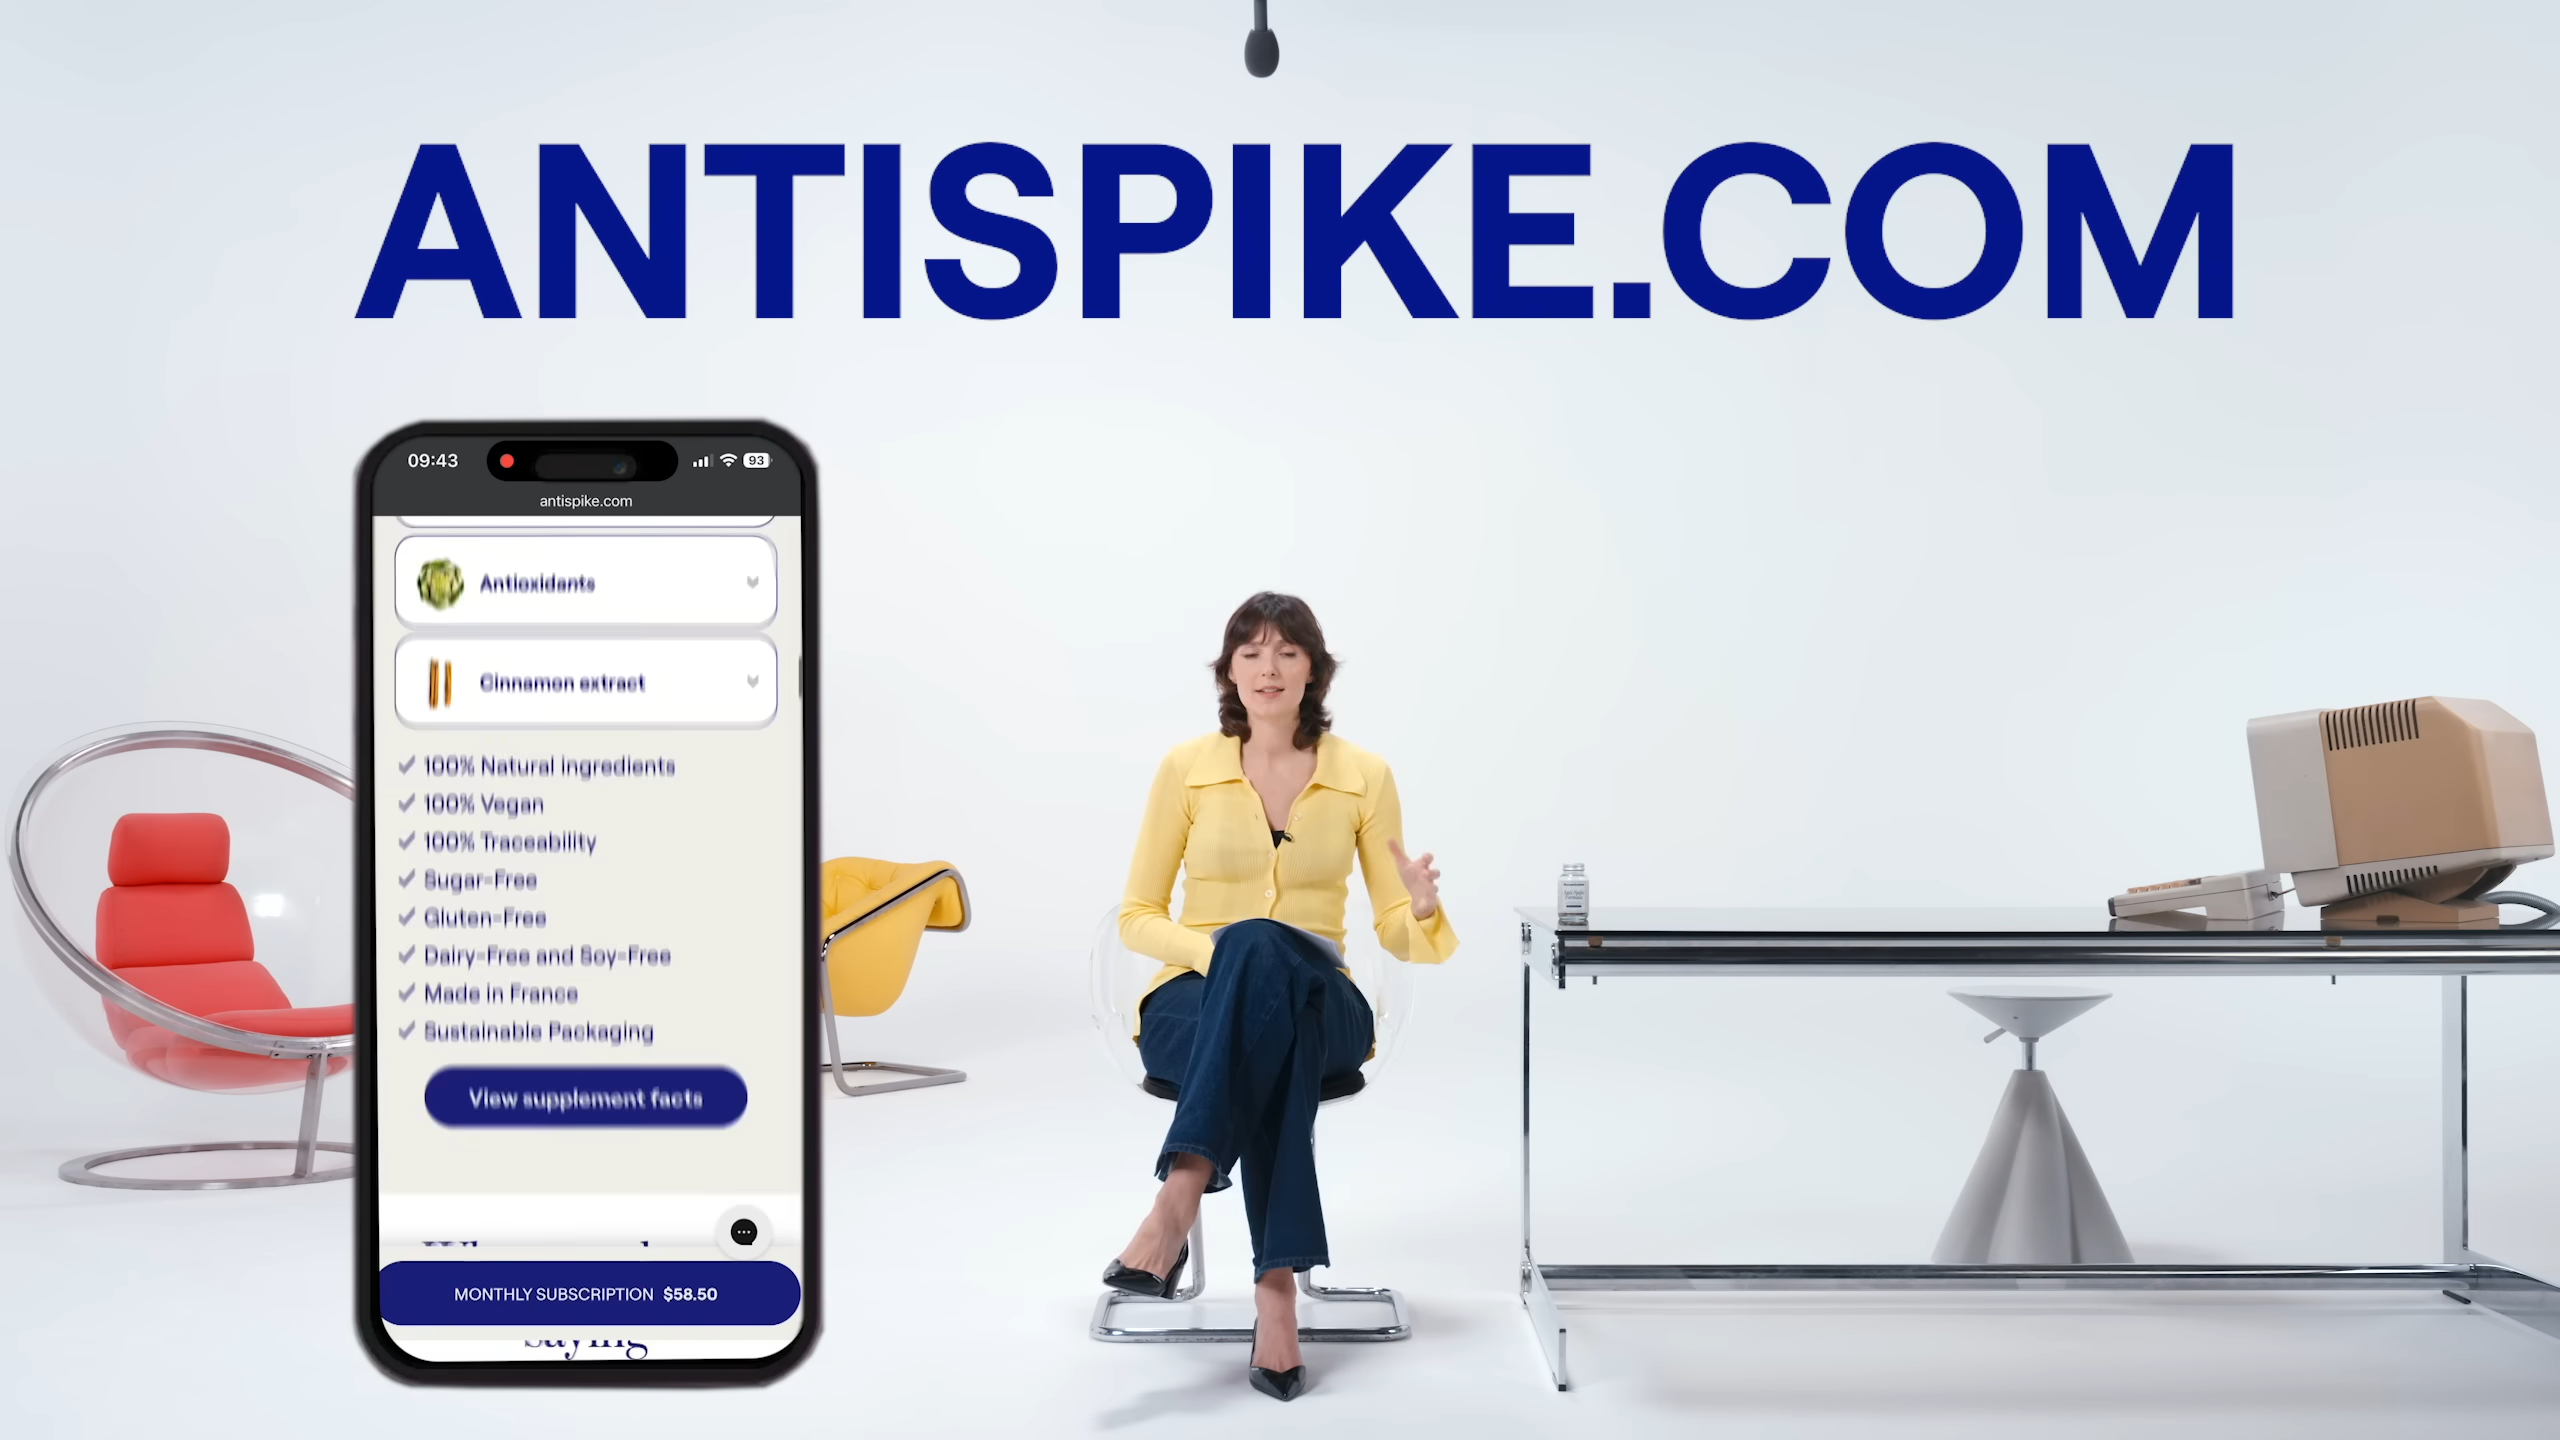 ANTISPIKE.COM
09:43
93
antispike.com
Antioxidants
Cinnamon extract
100% Natural ingredients
100% Vegan
100% Traceability
Sugar-Free
Gluten-Free
Dairy-Free and Soy-Free
Made in France
Sustainable Packaging
View supplement facts
MONTHLY SUBSCRIPTION $58.50
saying